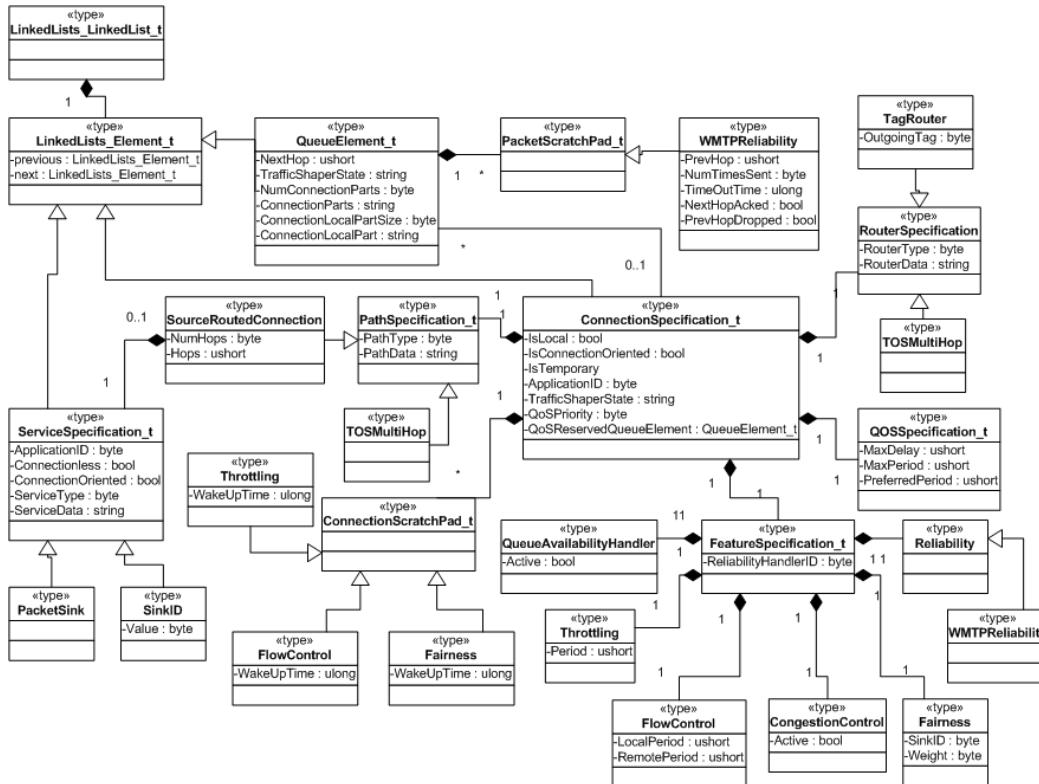 «type»
LinkedLists_LinkedList_t
1
«type»
LinkedLists_Element_t
-previous : LinkedLists_Element_t
-next : LinkedLists_Element_t
«type»
QueueElement_t
-NextHop : ushort
-TrafficShaperState : string
-NumConnectionParts : byte
-ConnectionParts : string
-ConnectionLocalPartSize : byte
-ConnectionLocalPart : string
1
*
«type»
PacketScratchPad_t
«type»
WMTPReliability
-PrevHop : ushort
-NumTimesSent : byte
-TimeOutTime : ulong
-NextHopAcked : bool
-PrevHopDropped : bool
«type»
TagRouter
-OutgoingTag : byte
«type»
RouterSpecification
-RouterType : byte
-RouterData : string
«type»
TOSMultiHop
*
0..1
0..1
1
«type»
SourceRoutedConnection
-NumHops : byte
-Hops : ushort
«type»
PathSpecification_t
-PathType : byte
-PathData : string
1
1
«type»
TOSMultiHop
«type»
ConnectionSpecification_t
-IsLocal : bool
-IsConnectionOriented : bool
-IsTemporary
-ApplicationID : byte
-TrafficShaperState : string
-QoSPriority : byte
-QoSReservedQueueElement : QueueElement_t
1
1
1
1
1
*
1
1
«type»
QOSSpecification_t
-MaxDelay : ushort
-MaxPeriod : ushort
-PreferredPeriod : ushort
«type»
ServiceSpecification_t
-ApplicationID : byte
-Connectionless : bool
-ConnectionOriented : bool
-ServiceType : byte
-ServiceData : string
«type»
PacketSink
«type»
SinkID
-Value : byte
«type»
Throttling
-WakeUpTime : ulong
«type»
ConnectionScratchPad_t
«type»
FlowControl
-WakeUpTime : ulong
«type»
Fairness
-WakeUpTime : ulong
«type»
QueueAvailabilityHandler
-Active : bool
11
1
«type»
FeatureSpecification_t
-ReliabilityHandlerID : byte
1 1
1
«type»
Reliability
«type»
WMTPReliability
«type»
Throttling
-Period : ushort
1
1
1
1
1
1
«type»
FlowControl
-LocalPeriod : ushort
-RemotePeriod : ushort
«type»
CongestionControl
-Active : bool
«type»
Fairness
-SinkID : byte
-Weight : byte